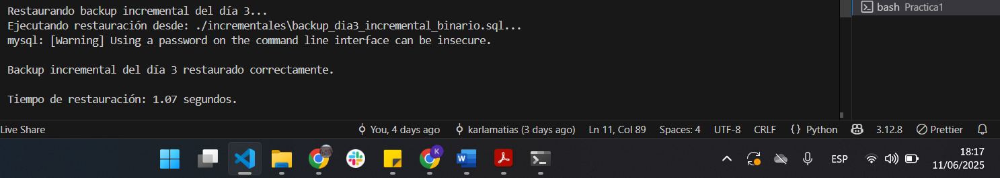 Restaurando backup incremental del día 3...
Ejecutando restauración desde: ./incrementales\backup_dia3_incremental_binario.sql...
mysql: [Warning] Using a password on the command line interface can be insecure.
Backup incremental del día 3 restaurado correctamente.
Tiempo de restauración: 1.07 segundos.
bash Practica1
Live Share
You, 4 days ago
karlamatias (3 days ago)
Ln 11, Col 89
Spaces: 4
UTF-8
CRLF
{} Python
3.12.8
Prettier
K
W
ESP
18:17
11/06/2025